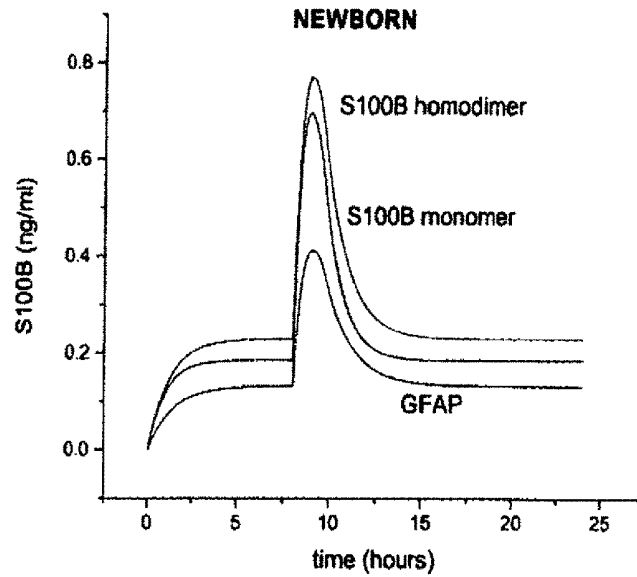 NEWBORN
S100B (ng/ml)
0.8
0.6
0.4
0.2
0.0
S100B homodimer
S100B monomer
GFAP
0 5 10 15 20 25
time (hours)